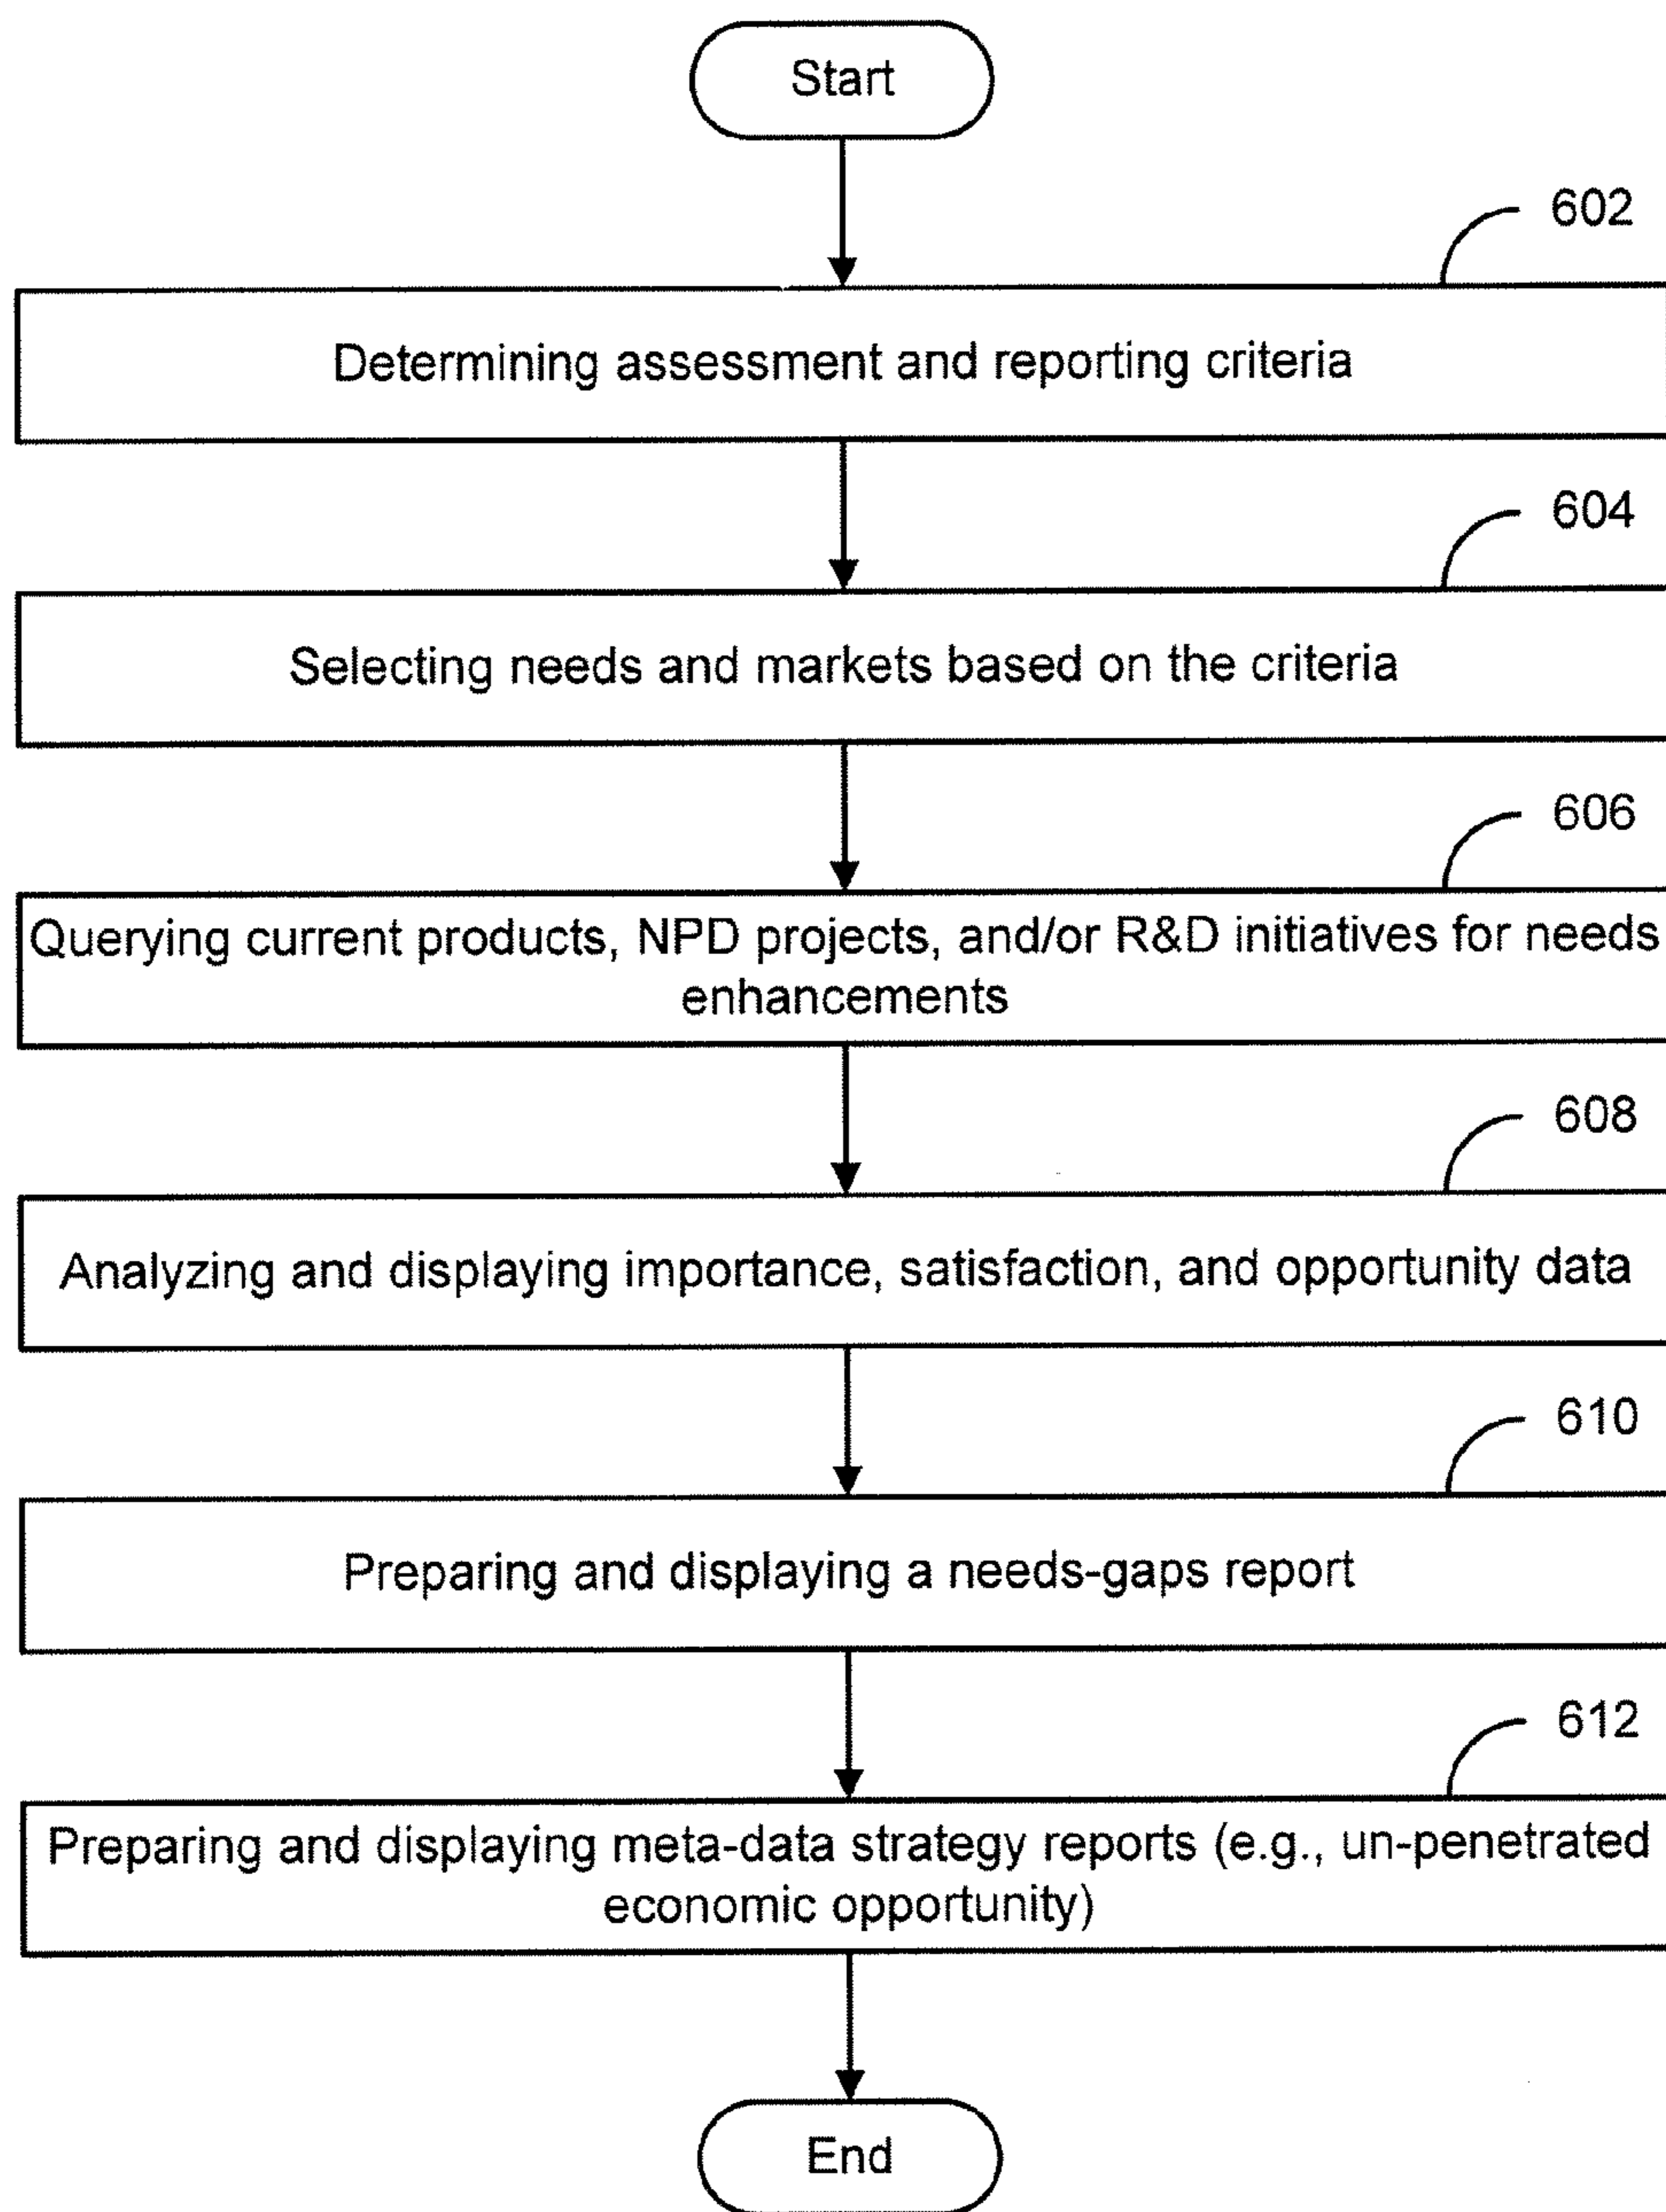 Start
602
Determining assessment and reporting criteria
604
Selecting needs and markets based on the criteria
606
Querying current products, NPD projects, and/or R&D initiatives for needs
enhancements
608
Analyzing and displaying importance, satisfaction, and opportunity data
610
Preparing and displaying a needs-gaps report
612
Preparing and displaying meta-data strategy reports (e.g., un-penetrated
economic opportunity)
End